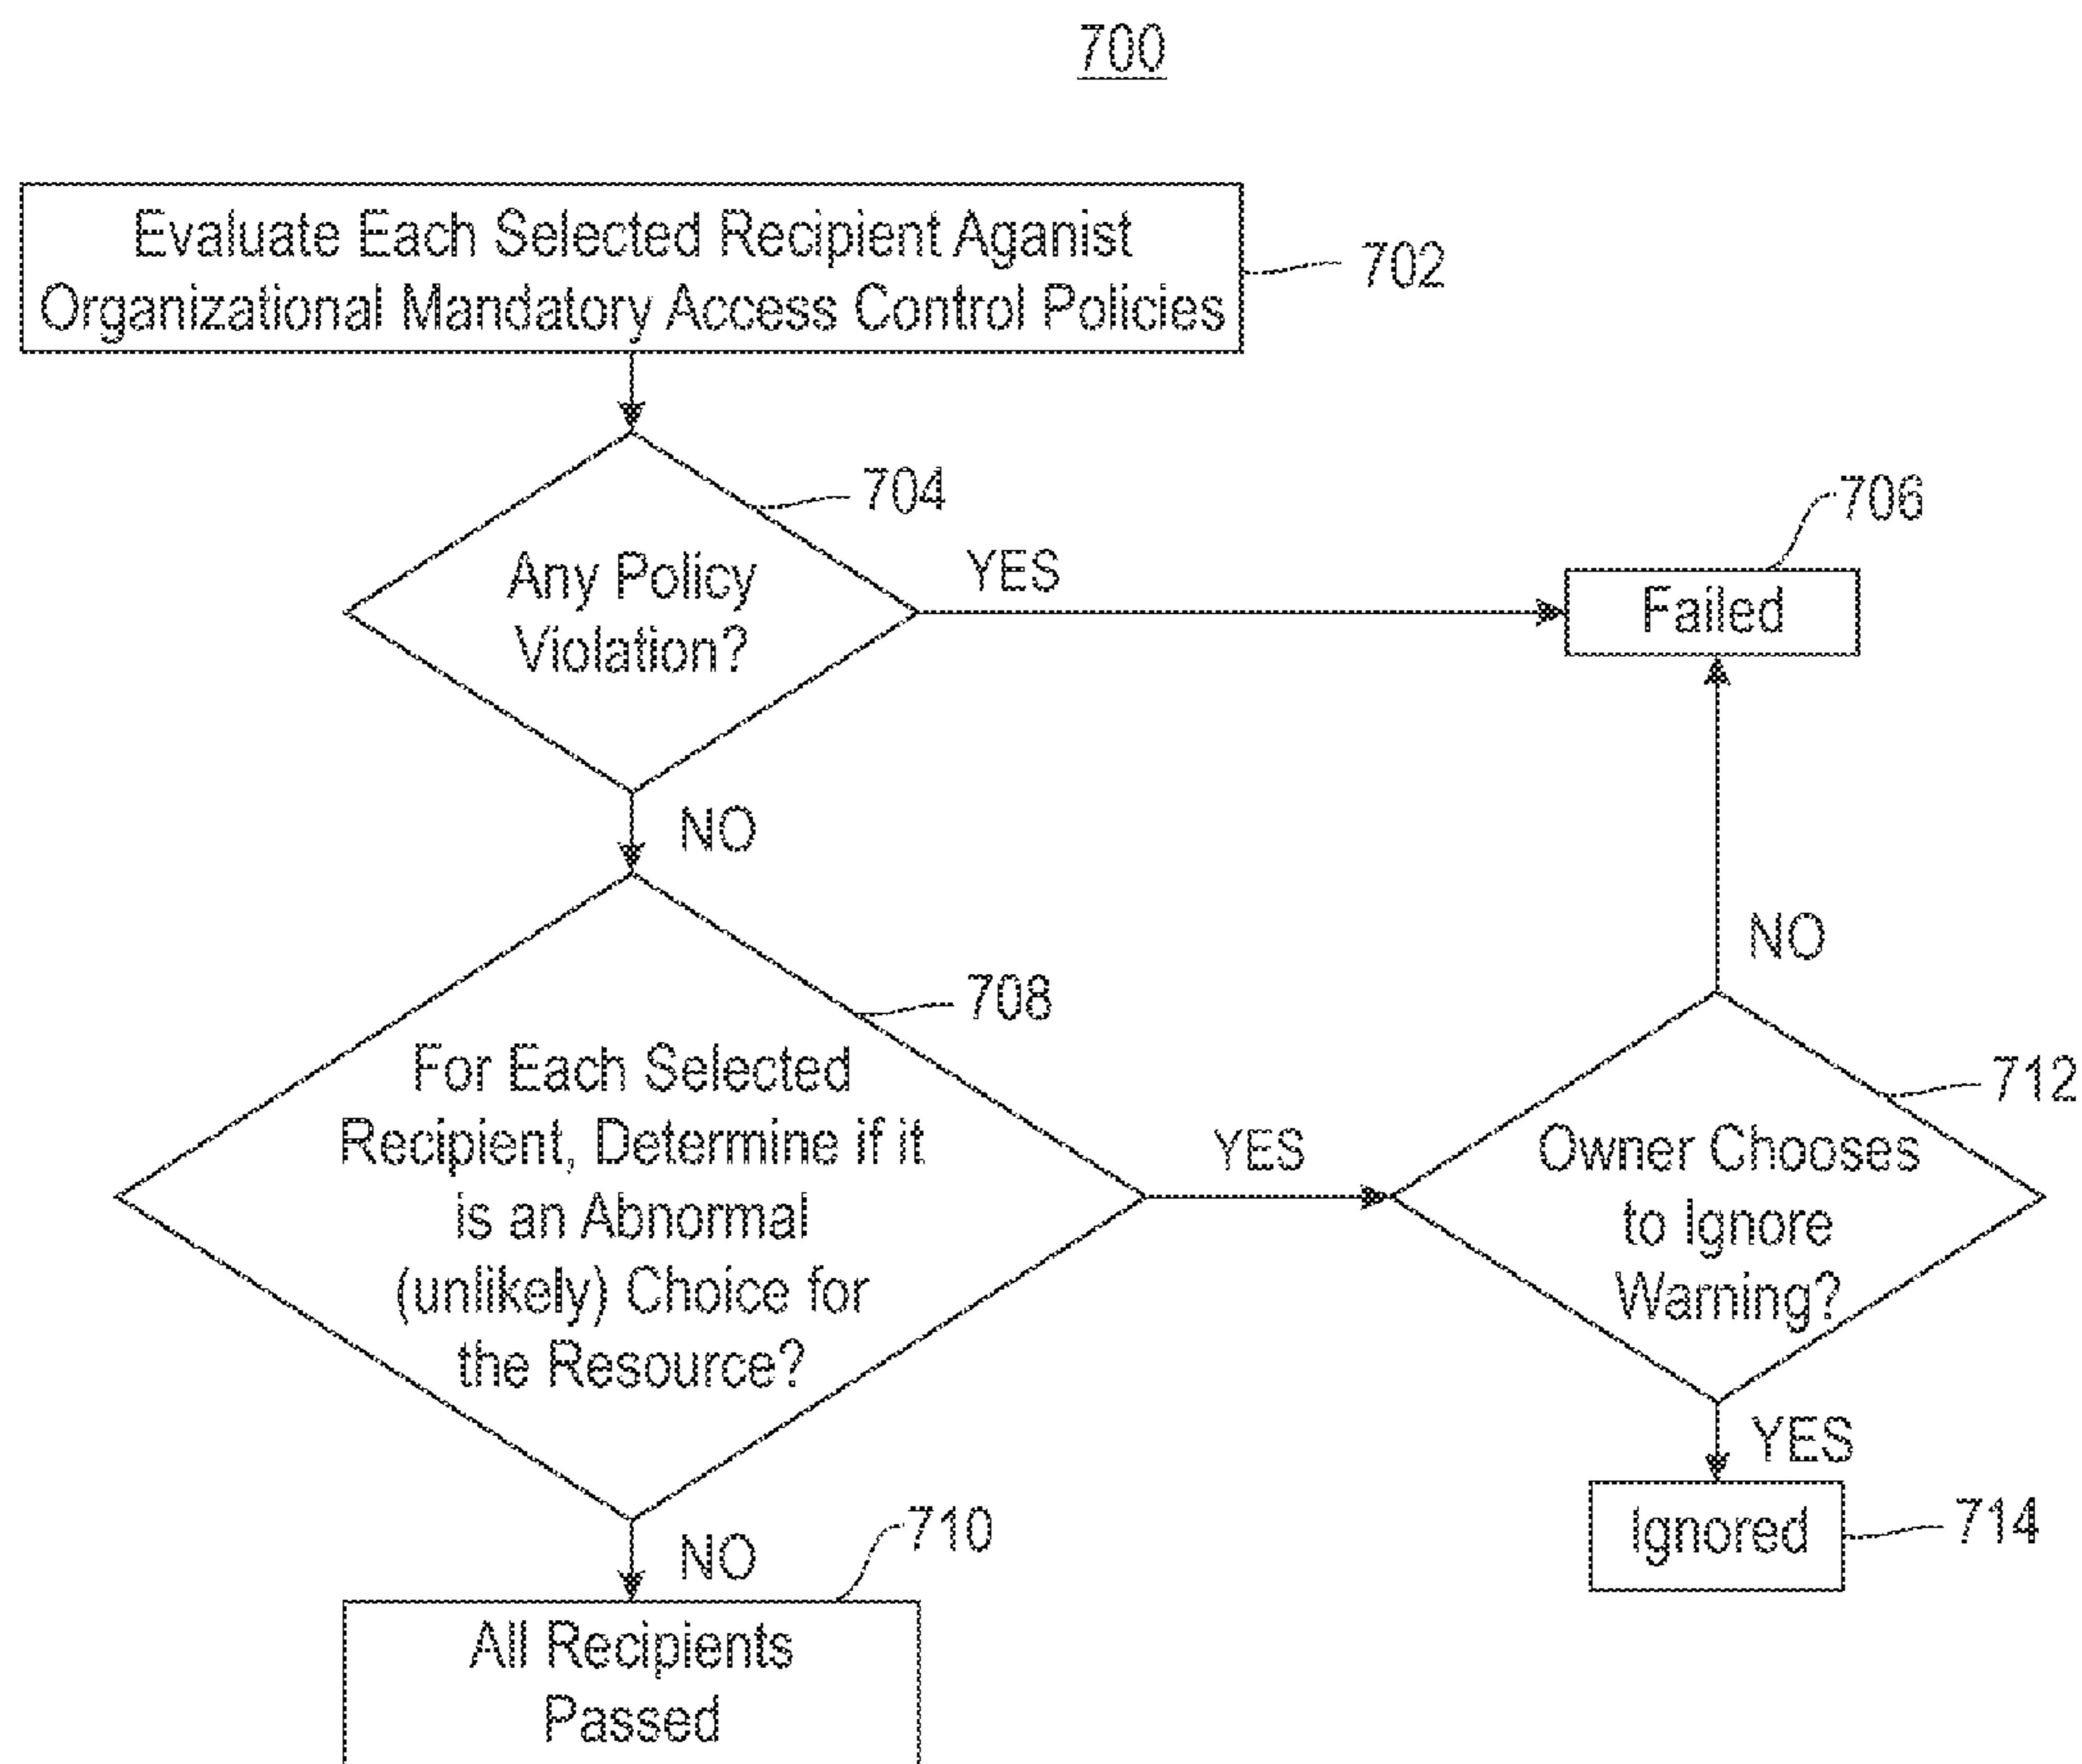 700
Evaluate Each Selected Recipient Aganist
Organizational Mandatory Access Control Policies
702
704
Any Policy
Violation?
YES
706
Failed
NO
708
For Each Selected
Recipient, Determine if it
is an Abnormal
(unlikely) Choice for
the Resource?
YES
NO
712
Owner Chooses
to Ignore
Warning?
YES
Ignored
714
NO
710
All Recipients
Passed